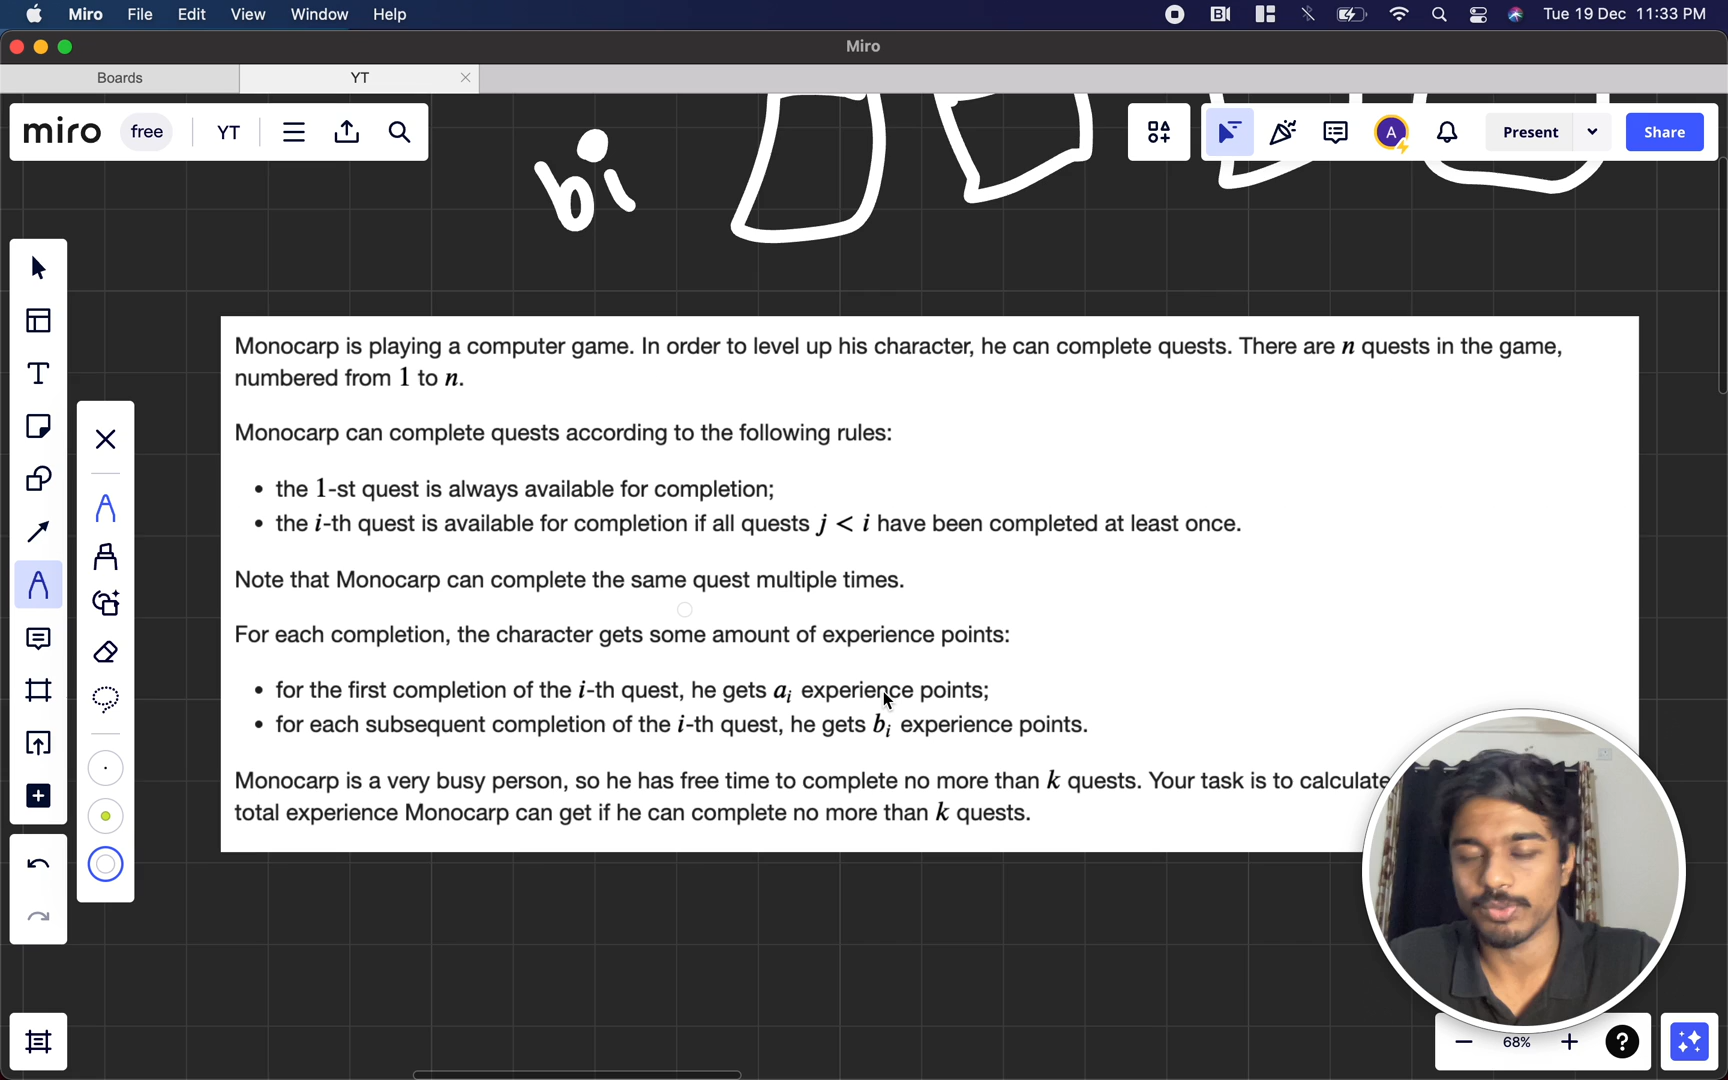 Miro File Edit View Window Help Tue 19 Dec 11:33 PM
Miro
Boards YT
miro free YT Present Share
A
bi
Monocarp is playing a computer game. In order to level up his character, he can complete quests. There are n quests in the game,
numbered from 1 to n.
Monocarp can complete quests according to the following rules:
• the 1-st quest is always available for completion;
• the i-th quest is available for completion if all quests j < i have been completed at least once.
Note that Monocarp can complete the same quest multiple times.
For each completion, the character gets some amount of experience points:
• for the first completion of the i-th quest, he gets aᵢ experience points;
• for each subsequent completion of the i-th quest, he gets bᵢ experience points.
Monocarp is a very busy person, so he has free time to complete no more than k quests. Your task is to calculate
total experience Monocarp can get if he can complete no more than k quests.
68% ?